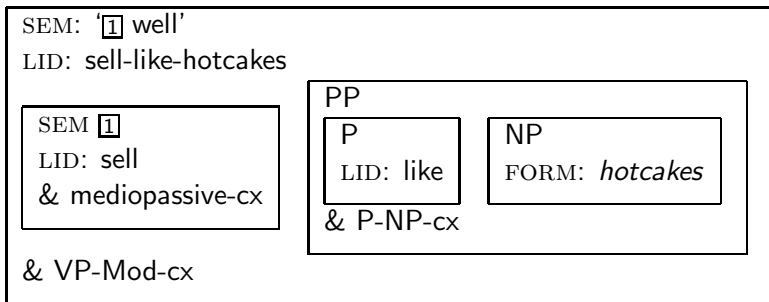 SEM: ‘1 well’
LID: sell-like-hotcakes
SEM 1
LID: sell
& mediopassive-cx
PP
P
LID: like
NP
FORM: hotcakes
& P-NP-cx
& VP-Mod-cx